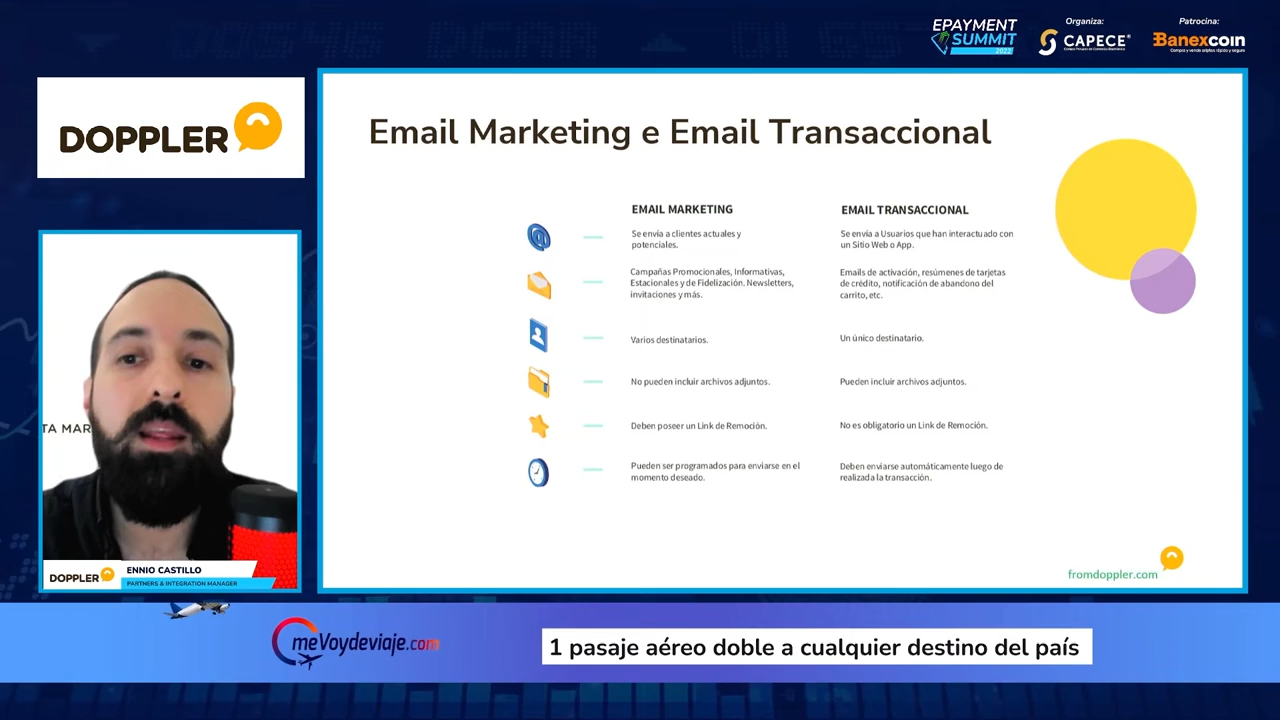 EPAYMENT
SUMMIT
2022
Organiza:
CAPECE
Patrocina:
Banexcoin
Compra y vende criptos rápido y seguro
DOPPLER
Email Marketing e Email Transaccional
EMAIL MARKETING
Se envia a clientes actuales y
potenciales.
Campañas Promocionales, Informativas,
Estacionales y de Fidelización. Newsletters,
invitaciones y más.
Varios destinatarios.
No pueden incluir archivos adjuntos.
Deben poseer un Link de Remoción.
Pueden ser programados para enviarse en el
momento deseado.
EMAIL TRANSACCIONAL
Se envía a Usuarios que han interactuado con
un Sitio Web o App.
Emails de activación, resúmenes de tarjetas
de crédito, notificación de abandono del
carrito, etc.
Un único destinatario.
Pueden incluir archivos adjuntos.
No es obligatorio un Link de Remoción.
Deben enviarse automáticamente luego de
realizada la transacción.
fromdoppler.com
TA MAR
DOPPLER
ENNIO CASTILLO
PARTNERS & INTEGRATION MANAGER
meVoydeviaje.com
1 pasaje aéreo doble a cualquier destino del país